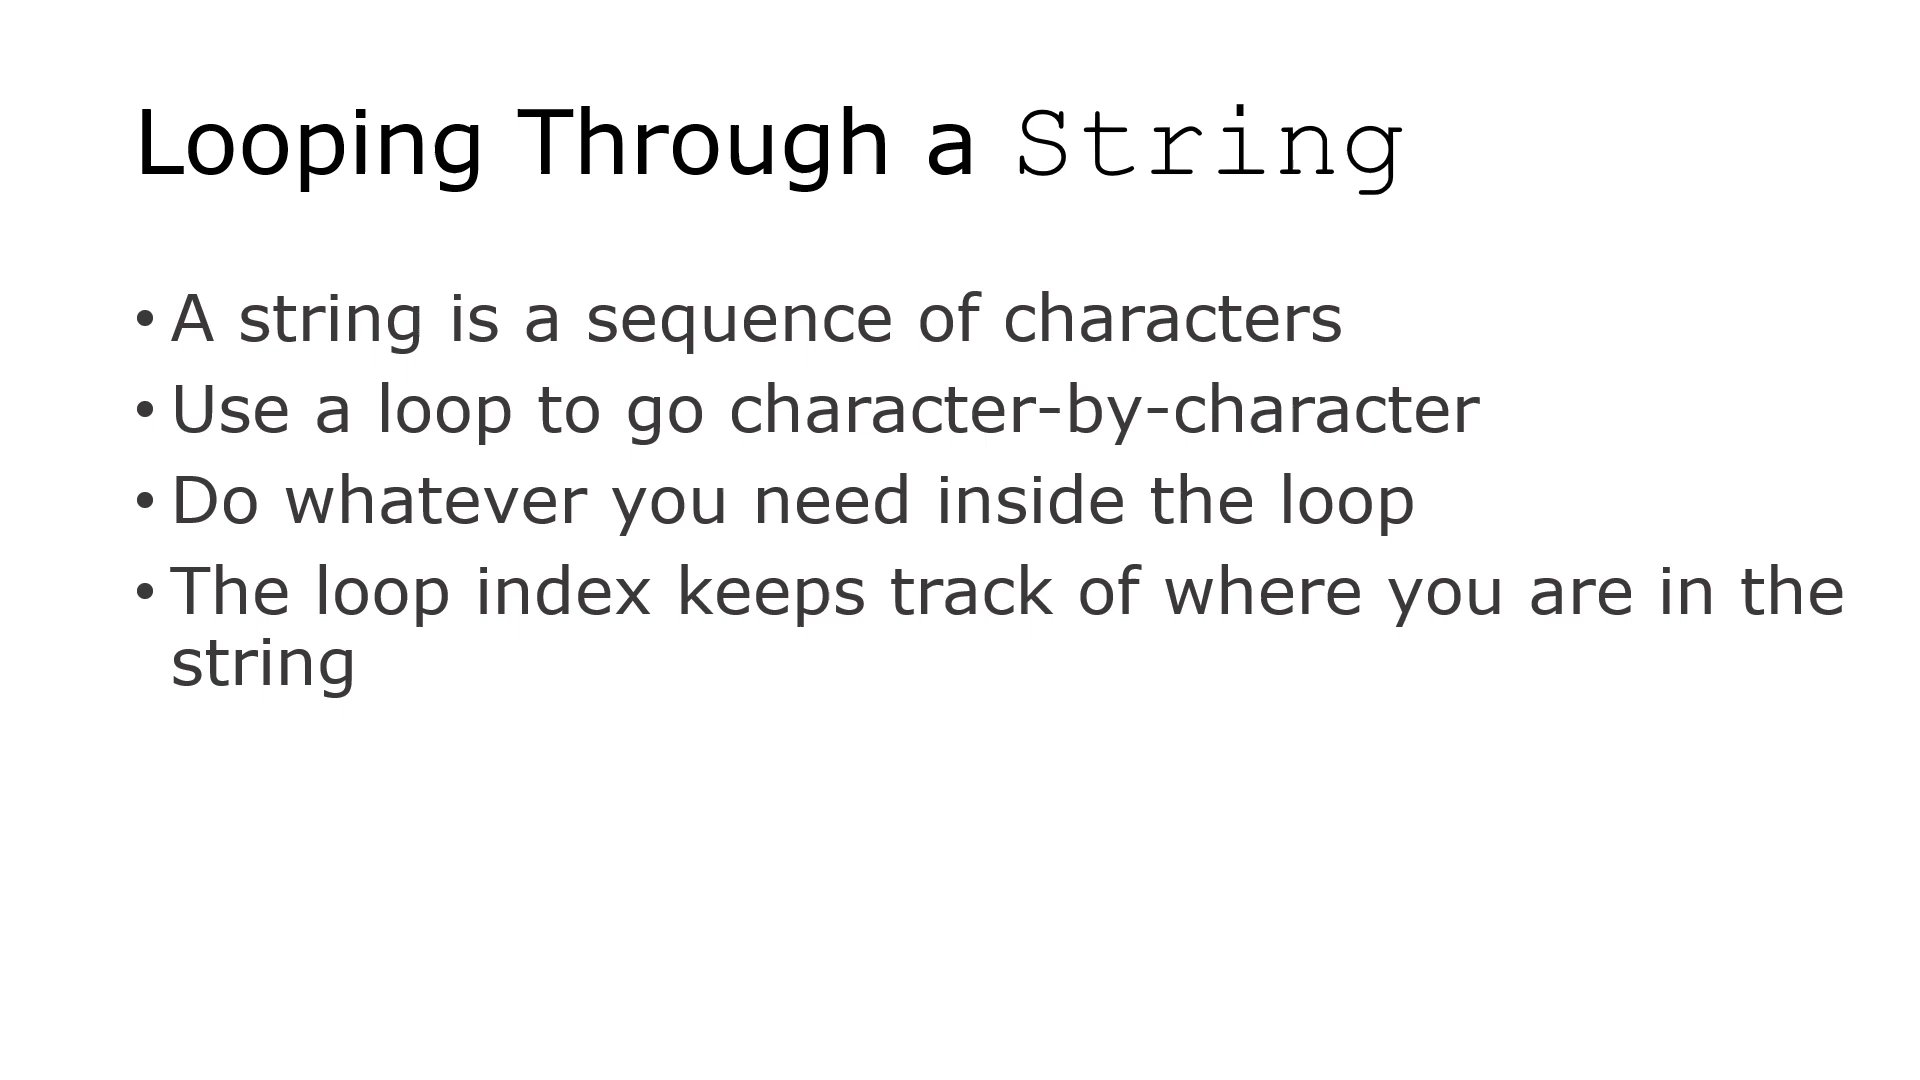 Looping Through a String
• A string is a sequence of characters
• Use a loop to go character-by-character
• Do whatever you need inside the loop
• The loop index keeps track of where you are in the
string